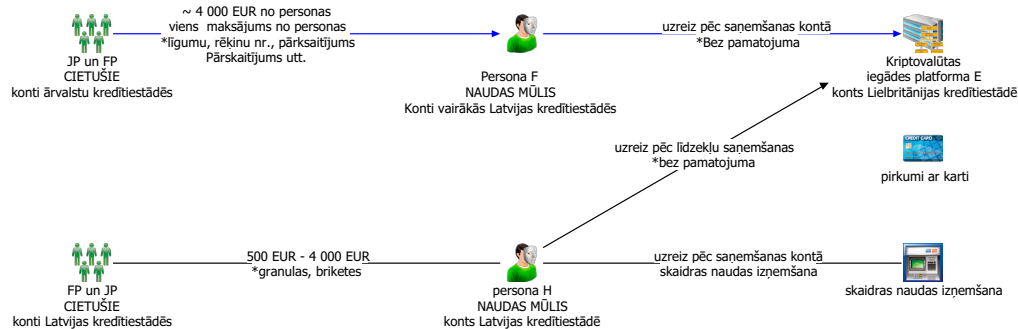 ~ 4 000 EUR no personas
viens  maksājums no personas
*līgumu, rēķinu nr., pārksaitījums
Pārskaitījums utt.
uzreiz pēc saņemšanas kontā
*Bez pamatojuma
JP un FP
CIETUŠIE
konti ārvalstu kredītiestādēs
Persona F
NAUDAS MŪLIS
Konti vairākās Latvijas kredītiestādēs
Kriptovalūtas
iegādes platforma E
konts Lielbritānijas kredītiestādē
uzreiz pēc līdzekļu saņemšanas
*bez pamatojuma
CREDIT CARD
pirkumi ar karti
500 EUR - 4 000 EUR
*granulas, briketes
uzreiz pēc saņemšanas kontā
skaidras naudas izņemšana
FP un JP
CIETUŠIE
konti Latvijas kredītiestādēs
persona H
NAUDAS MŪLIS
konts Latvijas kredītiestādē
skaidras naudas izņemšana